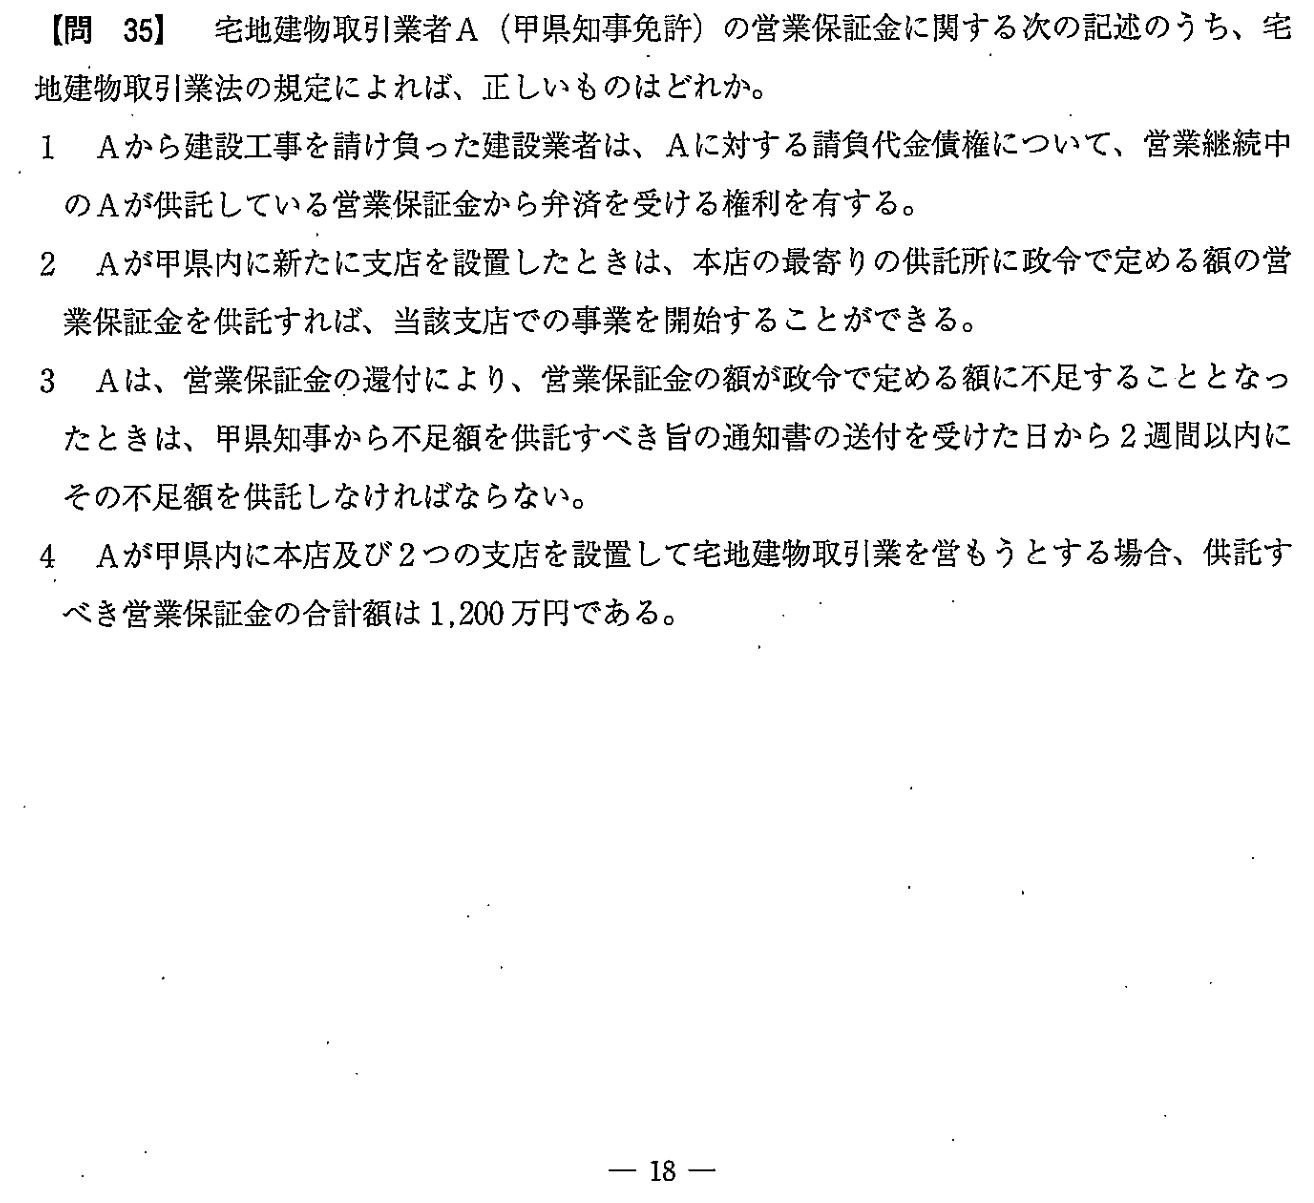 【問 35】 宅地建物取引業者A（甲県知事免許）の営業保証金に関する次の記述のうち、宅
地建物取引業法の規定によれば、正しいものはどれか。
1 Aから建設工事を請け負った建設業者は、Aに対する請負代金債権について、営業継続中
のAが供託している営業保証金から弁済を受ける権利を有する。
2 Aが甲県内に新たに支店を設置したときは、本店の最寄りの供託所に政令で定める額の営
業保証金を供託すれば、当該支店での事業を開始することができる。
3 Aは、営業保証金の還付により、営業保証金の額が政令で定める額に不足することとなっ
たときは、甲県知事から不足額を供託すべき旨の通知書の送付を受けた日から2週間以内に
その不足額を供託しなければならない。
4 Aが甲県内に本店及び2つの支店を設置して宅地建物取引業を営もうとする場合、供託す
べき営業保証金の合計額は1,200万円である。
— 18 —